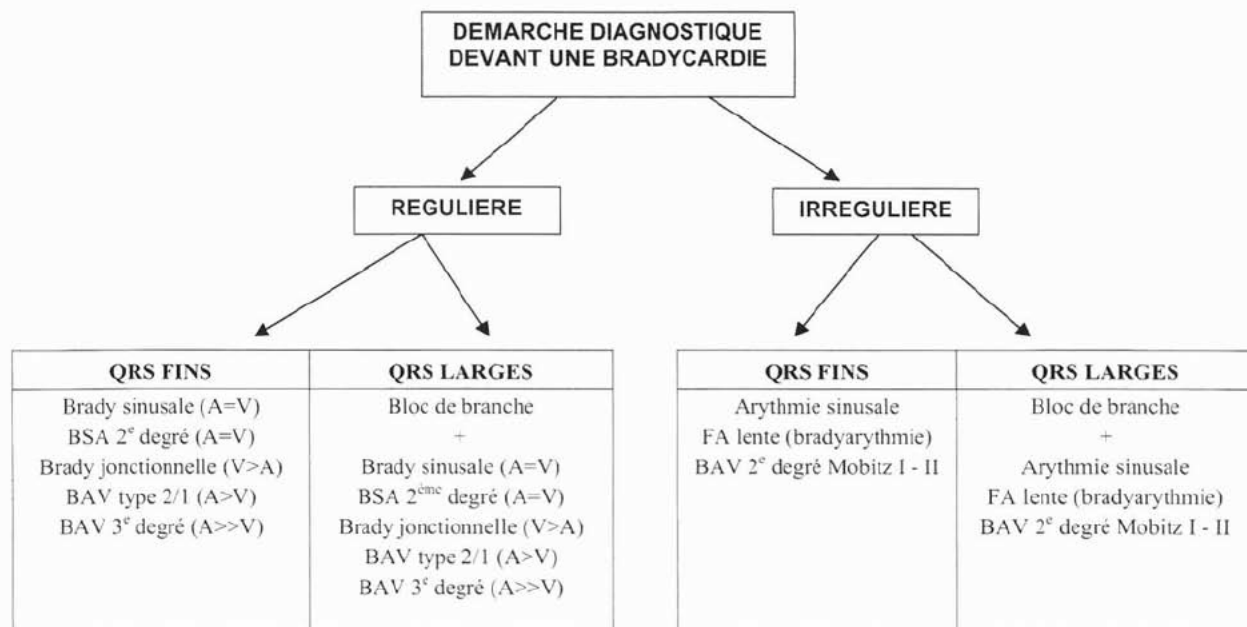 DEMARCHE DIAGNOSTIQUE
DEVANT UNE BRADYCARDIE
RÉGULIERE
IRREGULIERE
QRS FINS
Brady sinusale (A=V)
BSA 2e degré (A=V)
Brady jonctionnelle (V>A)
BAV type 2/1 (A>V)
BAV 3e degré (A>>V)
QRS LARGES
Bloc de branche
+
Brady sinusale (A=V)
BSA 2ème degré (A=V)
Brady jonctionnelle (V>A)
BAV type 2/1 (A>V)
BAV 3e degré (A>>V)
QRS FINS
Arythmie sinusale
FA lente (bradyarythmie)
BAV 2e degré Mobitz I - II
QRS LARGES
Bloc de branche
+
Arythmie sinusale
FA lente (bradyarythmie)
BAV 2e degré Mobitz I - II